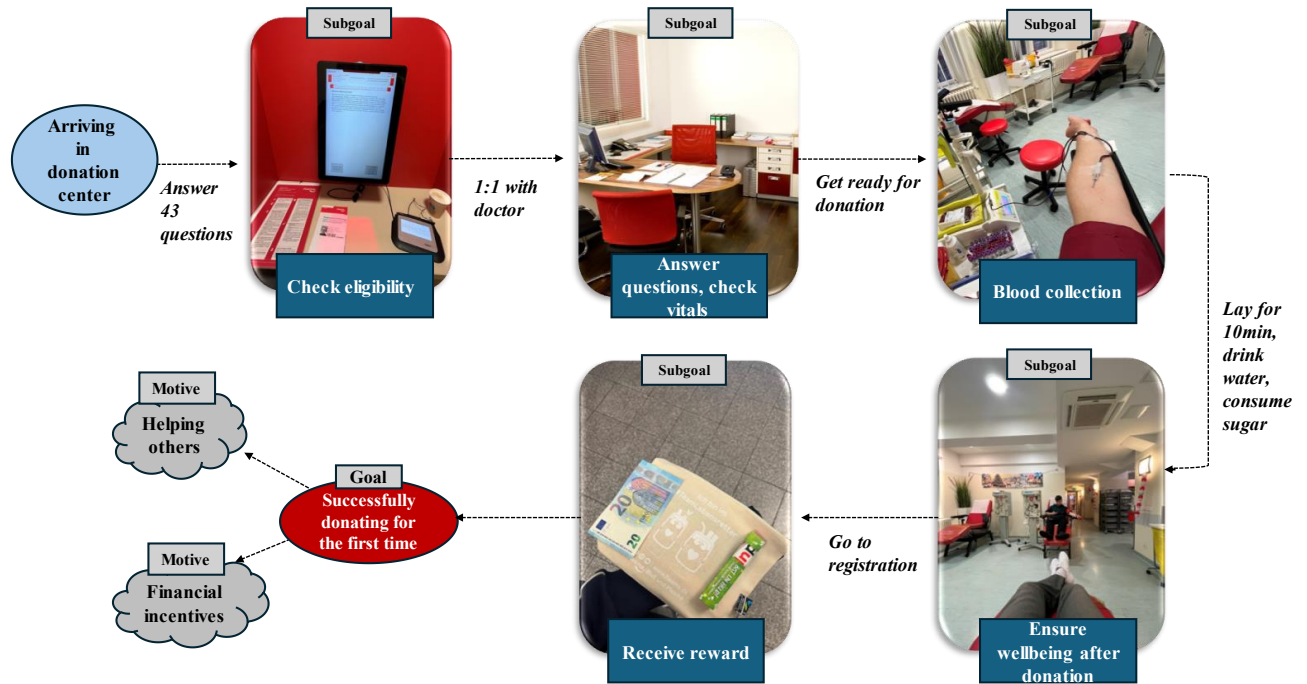 Subgoal
Subgoal
Subgoal
Arriving
in
donation
center
Answer
43
questions
1:1 with
doctor
Get ready for
donation
Check eligibility
Answer
questions, check
vitals
Blood collection
Lay for
10min,
drink
water,
consume
sugar
Motive
Helping
others
Subgoal
Subgoal
Goal
Successfully
donating for
the first time
20
20
Go to
registration
Motive
Financial
incentives
Receive reward
Ensure
wellbeing after
donation